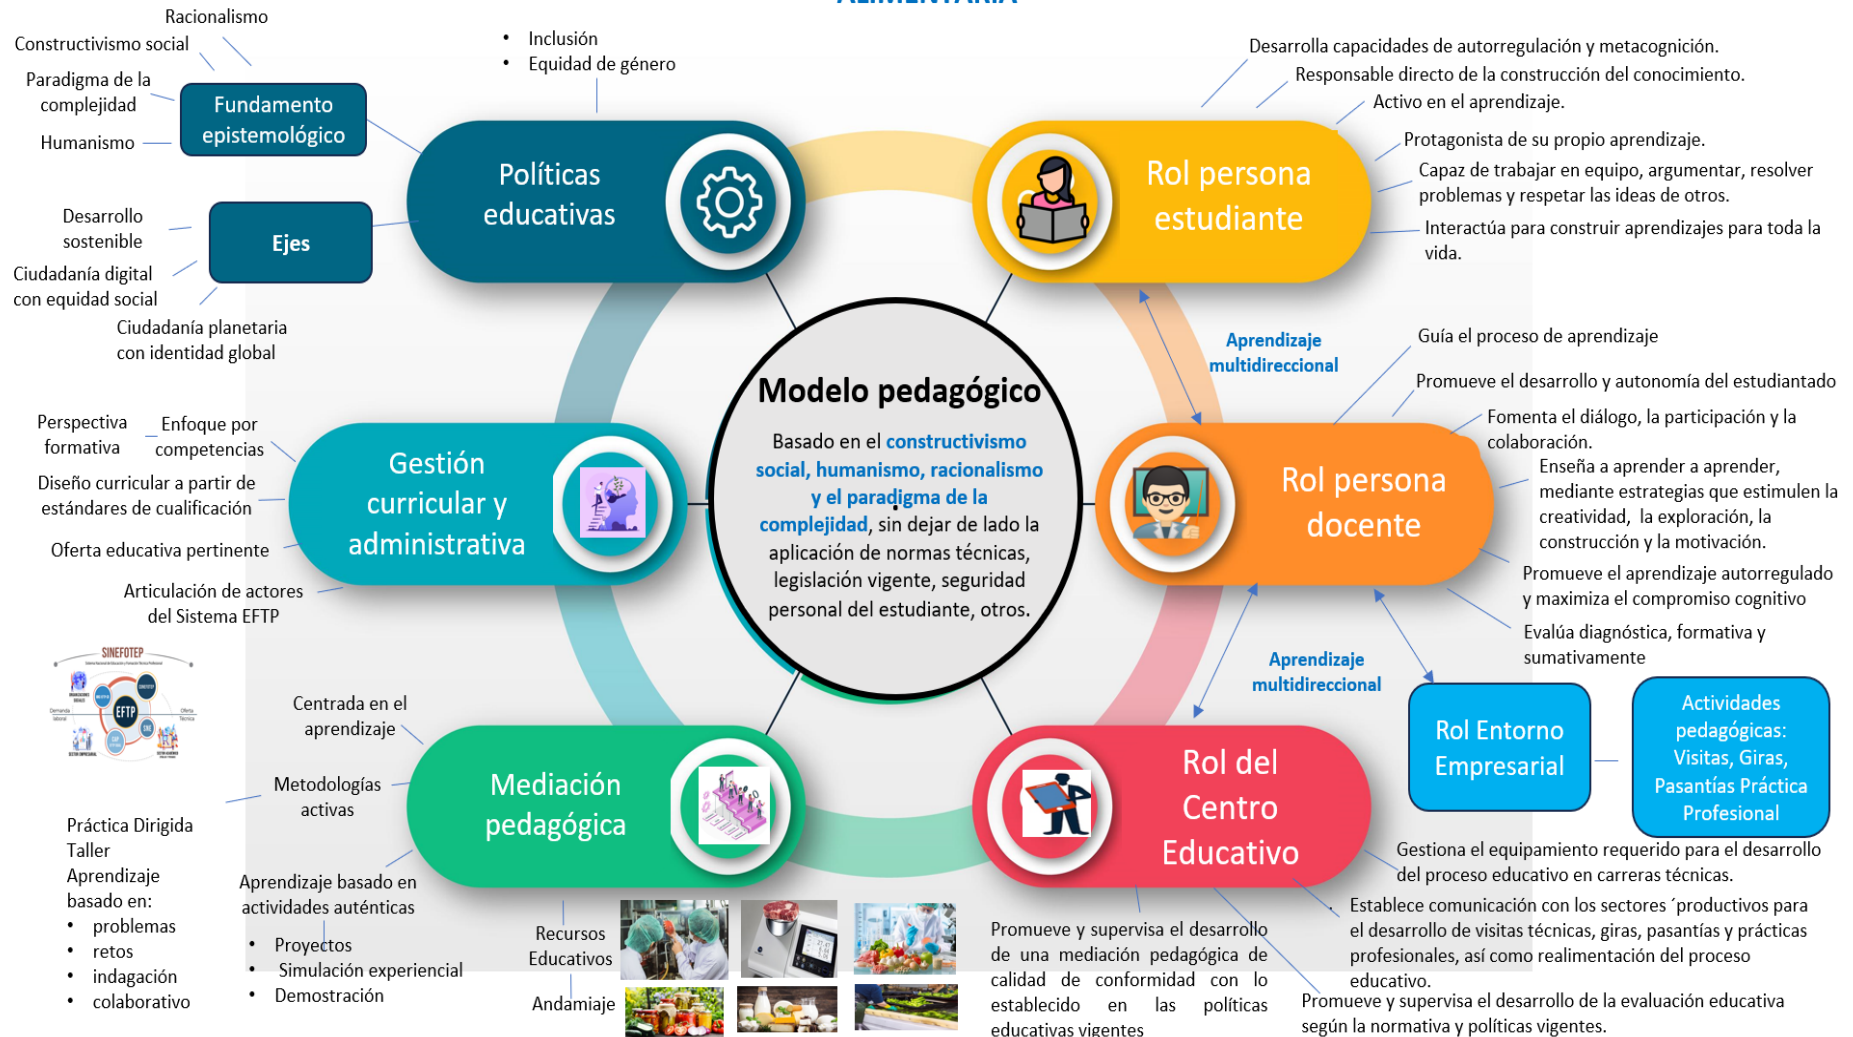 ALIMENTARIA
Racionalismo
Constructivismo social
Paradigma de la
complejidad
Humanismo
Fundamento
epistemológico
• Inclusión
• Equidad de género
Políticas
educativas
Desarrollo
sostenible
Ciudadanía digital
con equidad social
Ciudadanía planetaria
con identidad global
Ejes
Rol persona
estudiante
Desarrolla capacidades de autorregulación y metacognición.
Responsable directo de la construcción del conocimiento.
Activo en el aprendizaje.
Protagonista de su propio aprendizaje.
Capaz de trabajar en equipo, argumentar, resolver
problemas y respetar las ideas de otros.
Interactúa para construir aprendizajes para toda la
vida.
Aprendizaje
multidireccional
Modelo pedagógico
Basado en el constructivismo
social, humanismo, racionalismo
y el paradigma de la
complejidad, sin dejar de lado la
aplicación de normas técnicas,
legislación vigente, seguridad
personal del estudiante, otros.
Perspectiva
formativa
Enfoque por
competencias
Diseño curricular a partir de
estándares de cualificación
Oferta educativa pertinente
Articulación de actores
del Sistema EFTP
Gestión
curricular y
administrativa
Rol persona
docente
Guía el proceso de aprendizaje
Promueve el desarrollo y autonomía del estudiantado
Fomenta el diálogo, la participación y la
colaboración.
Enseña a aprender a aprender,
mediante estrategias que estimulen la
creatividad, la exploración, la
construcción y la motivación.
Promueve el aprendizaje autorregulado
y maximiza el compromiso cognitivo
Evalúa diagnóstica, formativa y
sumativamente
Aprendizaje
multidireccional
Rol Entorno
Empresarial
Actividades
pedagógicas:
Visitas, Giras,
Pasantías Práctica
Profesional
SINEFOTEP
Demanda
laboral
EFTP
Oferta
Técnica
Centrada en el
aprendizaje
Metodologías
activas
Mediación
pedagógica
Práctica Dirigida
Taller
Aprendizaje
basado en:
• problemas
• retos
• indagación
• colaborativo
Aprendizaje basado en
actividades auténticas
• Proyectos
• Simulación experiencial
• Demostración
Recursos
Educativos
Andamiaje
Rol del
Centro
Educativo
Gestiona el equipamiento requerido para el desarrollo
del proceso educativo en carreras técnicas.
Establece comunicación con los sectores ´productivos para
el desarrollo de visitas técnicas, giras, pasantías y prácticas
profesionales, así como realimentación del proceso
educativo.
Promueve y supervisa el desarrollo de la evaluación educativa
según la normativa y políticas vigentes.
Promueve y supervisa el desarrollo
de una mediación pedagógica de
calidad de conformidad con lo
establecido en las políticas
educativas vigentes